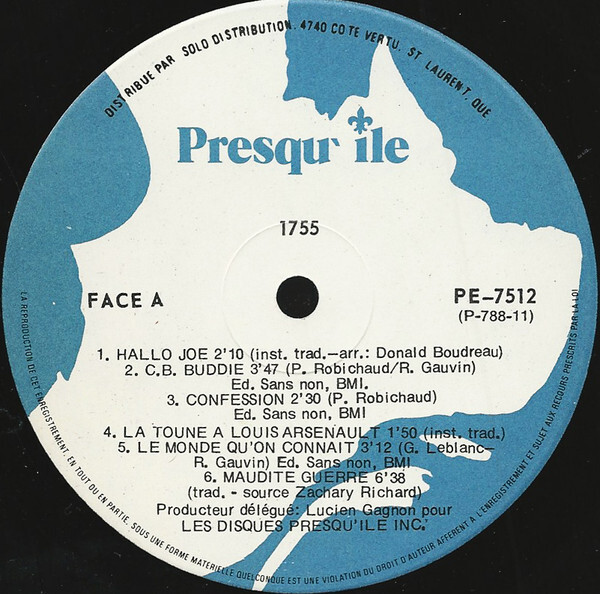 DISTRIBUE PAR SOLO DISTRIBUTION. 4740 COTE VERTU. ST LAURENT, QUE
Presqu'ile
1755
FACE A
PE–7512
(P-788-11)
1. HALLO JOE 2'10 (inst. trad.–arr.: Donald Boudreau)
2. C.B. BUDDIE 3'47 (P. Robichaud/R. Gauvin)
Ed. Sans non, BMI.
3. CONFESSION 2'30 (P. Robichaud)
Ed. Sans non, BMI
4. LA TOUNE A LOUIS ARSENAULT 1'50 (inst. trad.)
5. LE MONDE QU'ON CONNAIT 3'12 (G. Leblanc–
R. Gauvin) Ed. Sans non, BMI
6. MAUDITE GUERRE 6'38
(trad. - source Zachary Richard)
Producteur délégué: Lucien Gagnon pour
LES DISQUES PRESQU'ILE INC.
LA REPRODUCTION DE CET ENREGISTREMENT, EN TOUT OU EN PARTIE, SOUS UNE FORME MATERIELLE QUELCONQUE EST UNE VIOLATION DU DROIT D'AUTEUR AFFERENT A L'ENREGISTREMENT ET SUJET AUX RECOURS PRESCRITS PAR LA LOI